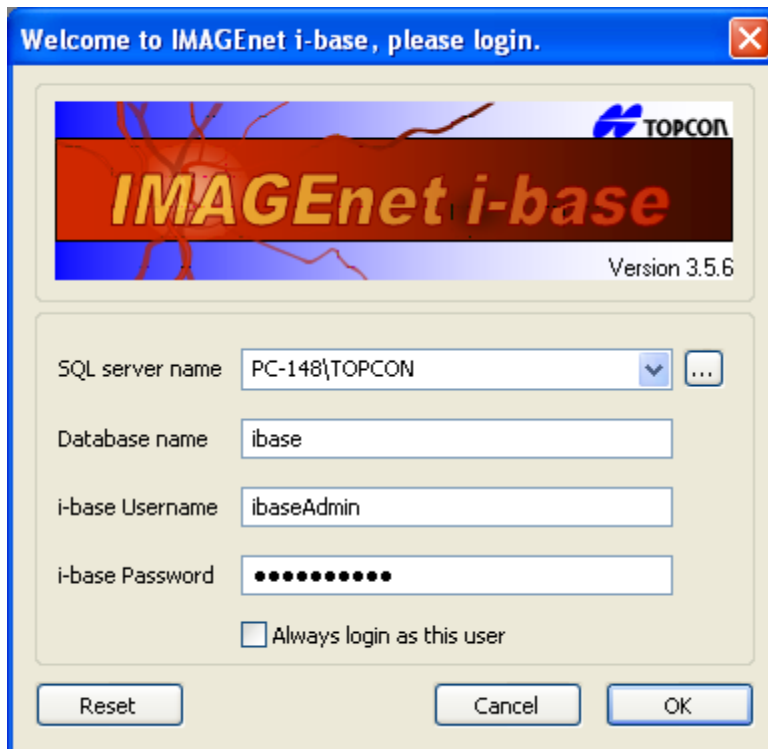 Welcome to IMAGEnet i-base, please login.
TOPCON
IMAGEnet i-base
Version 3.5.6
SQL server name PC-148\TOPCON ...
Database name ibase
i-base Username ibaseAdmin
i-base Password ●●●●●●●●●●
Always login as this user
Reset Cancel OK